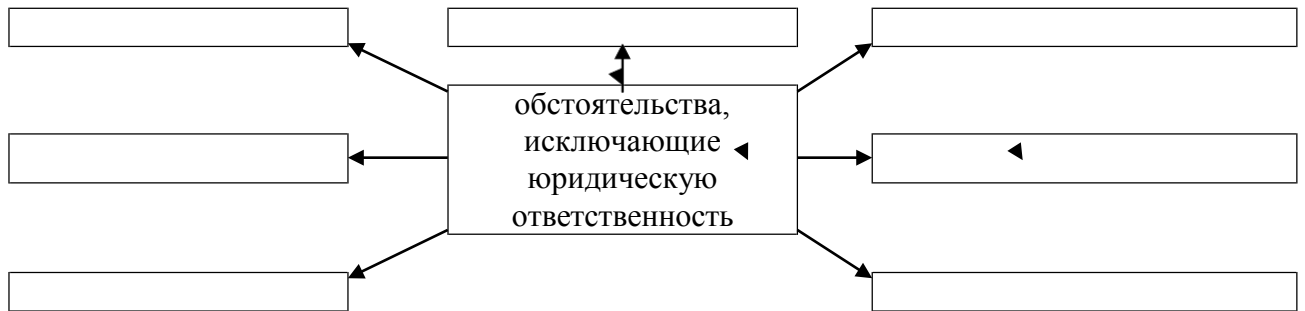 обстоятельства,
исключающие
юридическую
ответственность